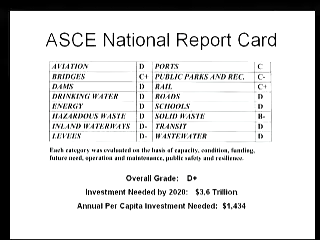 ASCE National Report Card
AVIATION D PORTS C
BRIDGES C+ PUBLIC PARKS AND REC. C-
DAMS D RAIL C+
DRINKING WATER D ROADS D
ENERGY D SCHOOLS D
HAZARDOUS WASTE D SOLID WASTE B-
INLAND WATERWAYS D- TRANSIT D
LEVEES D- WASTEWATER D
Each category was evaluated on the basis of capacity, condition, funding,
future need, operation and maintenance, public safety and resilience.
Overall Grade: D+
Investment Needed by 2020: $3.6 Trillion
Annual Per Capita Investment Needed: $1,434